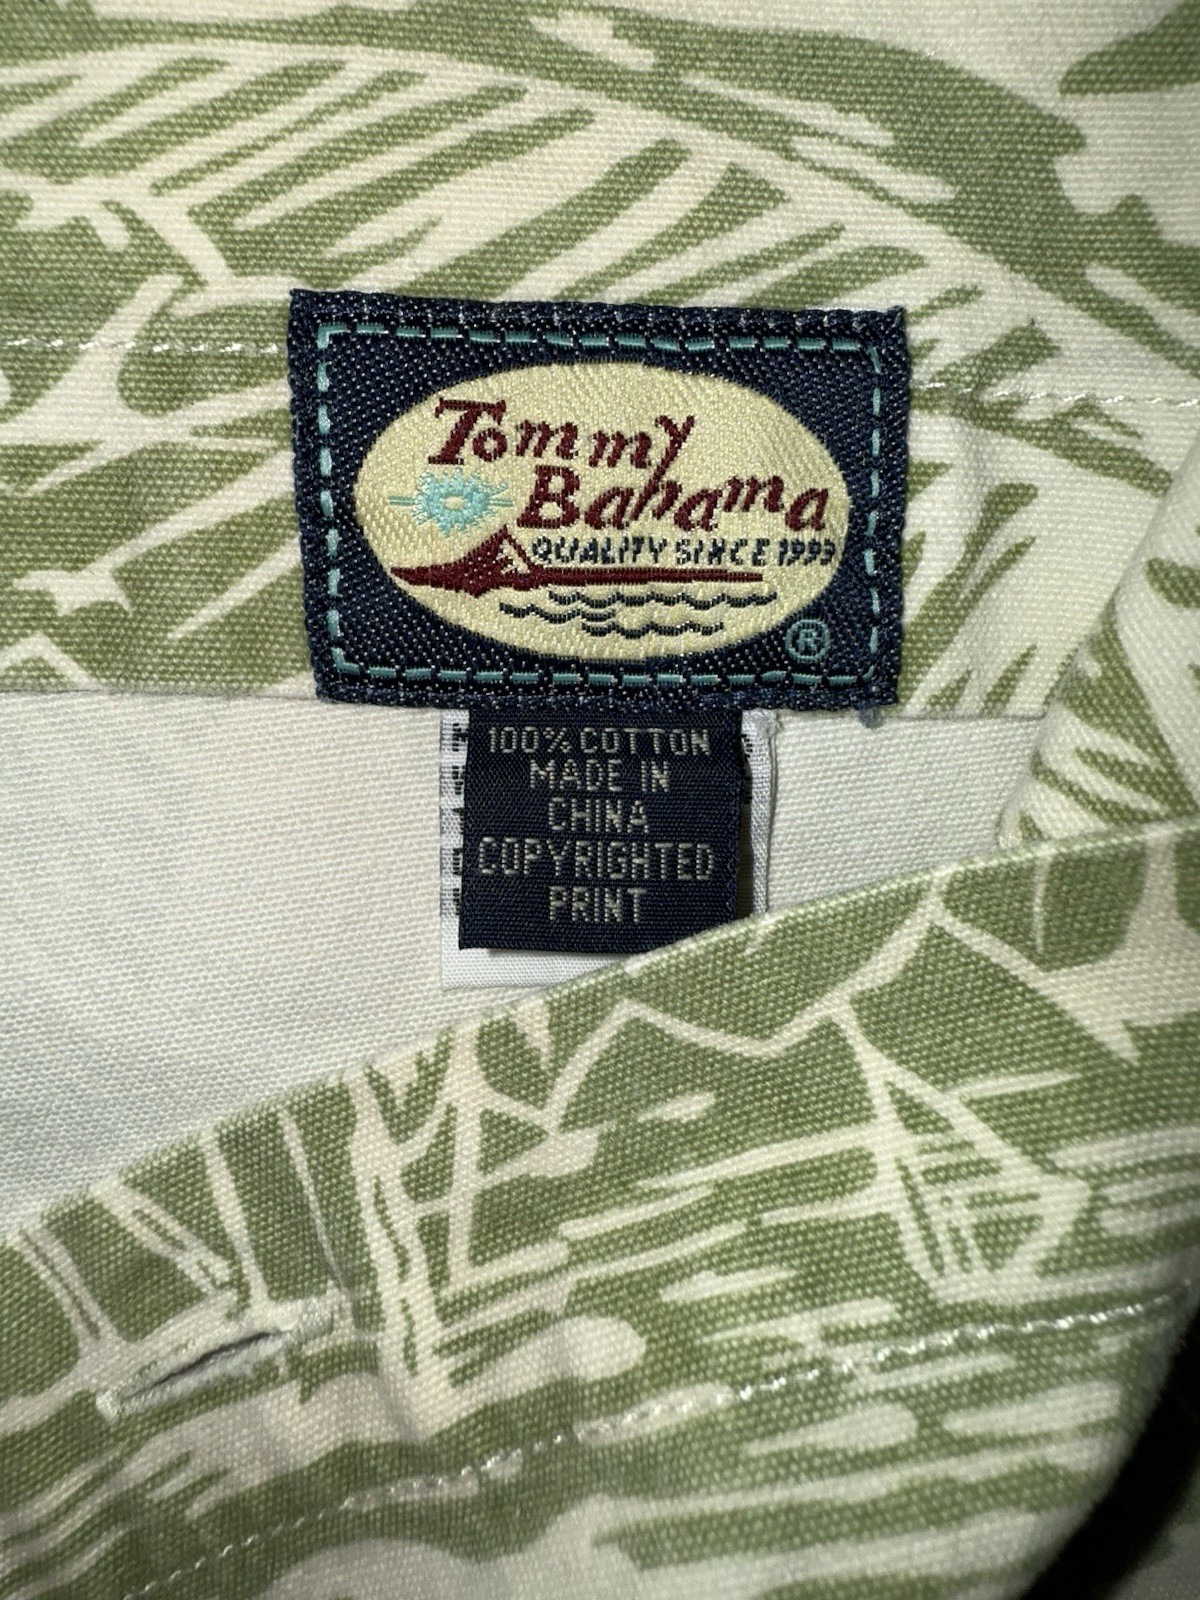 Tommy
Bahama
QUALITY SINCE 1993
®
100% COTTON
MADE IN
CHINA
COPYRIGHTED
PRINT